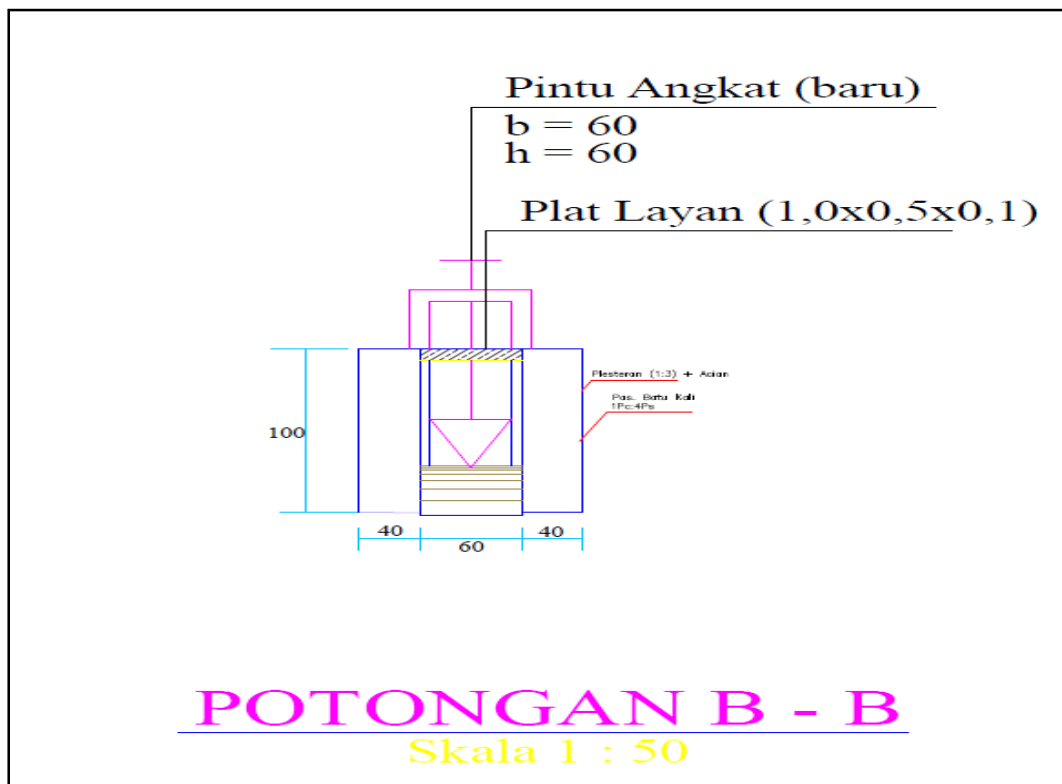 Pintu Angkat (baru)
b = 60
h = 60
Plat Layan (1,0x0,5x0,1)
Plesteran (1:3) + Acian
Pas. Batu Kali
1Pc:4Ps
100
40
60
40
POTONGAN B - B
Skala 1 : 50